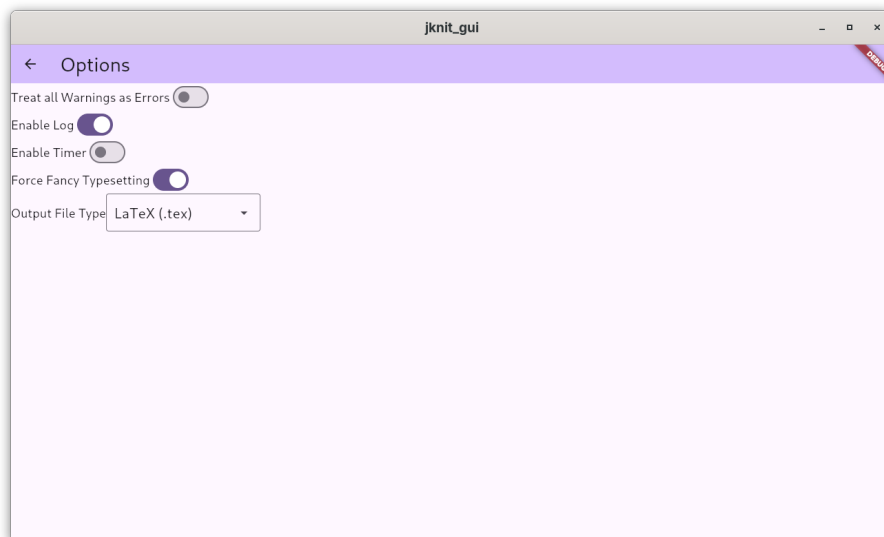 jknit_gui
Options
DEBUG
Treat all Warnings as Errors
Enable Log
Enable Timer
Force Fancy Typesetting
Output File Type LaTeX (.tex)